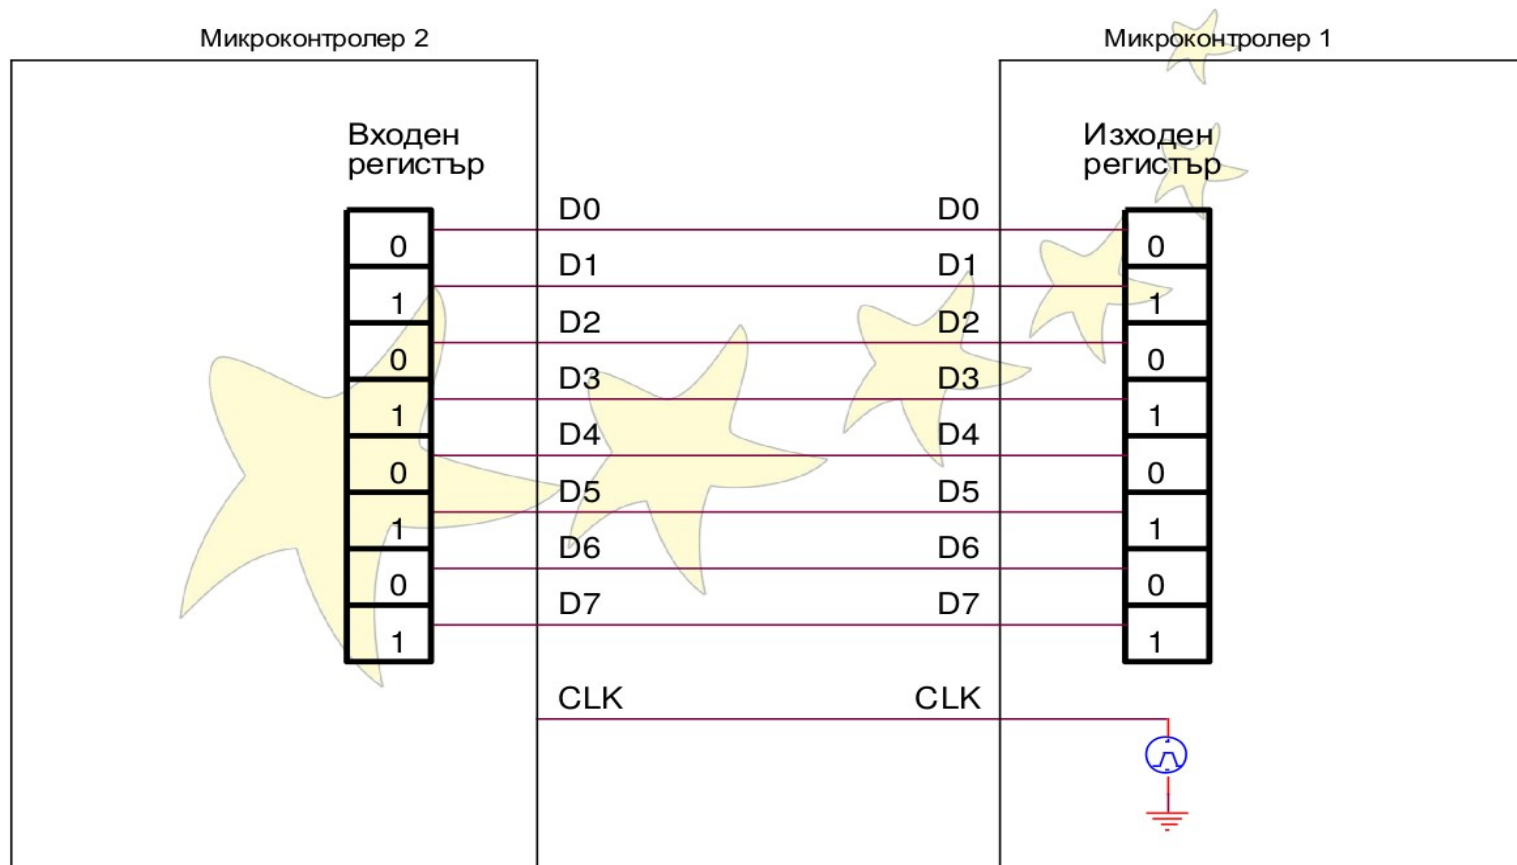 Микроконтролер 2
Микроконтролер 1
Входен
регистър
Изходен
регистър
D0 D0
0 0
D1 D1
1 1
D2 D2
0 0
D3 D3
1 1
D4 D4
0 0
D5 D5
1 1
D6 D6
0 0
D7 D7
1 1
CLK CLK